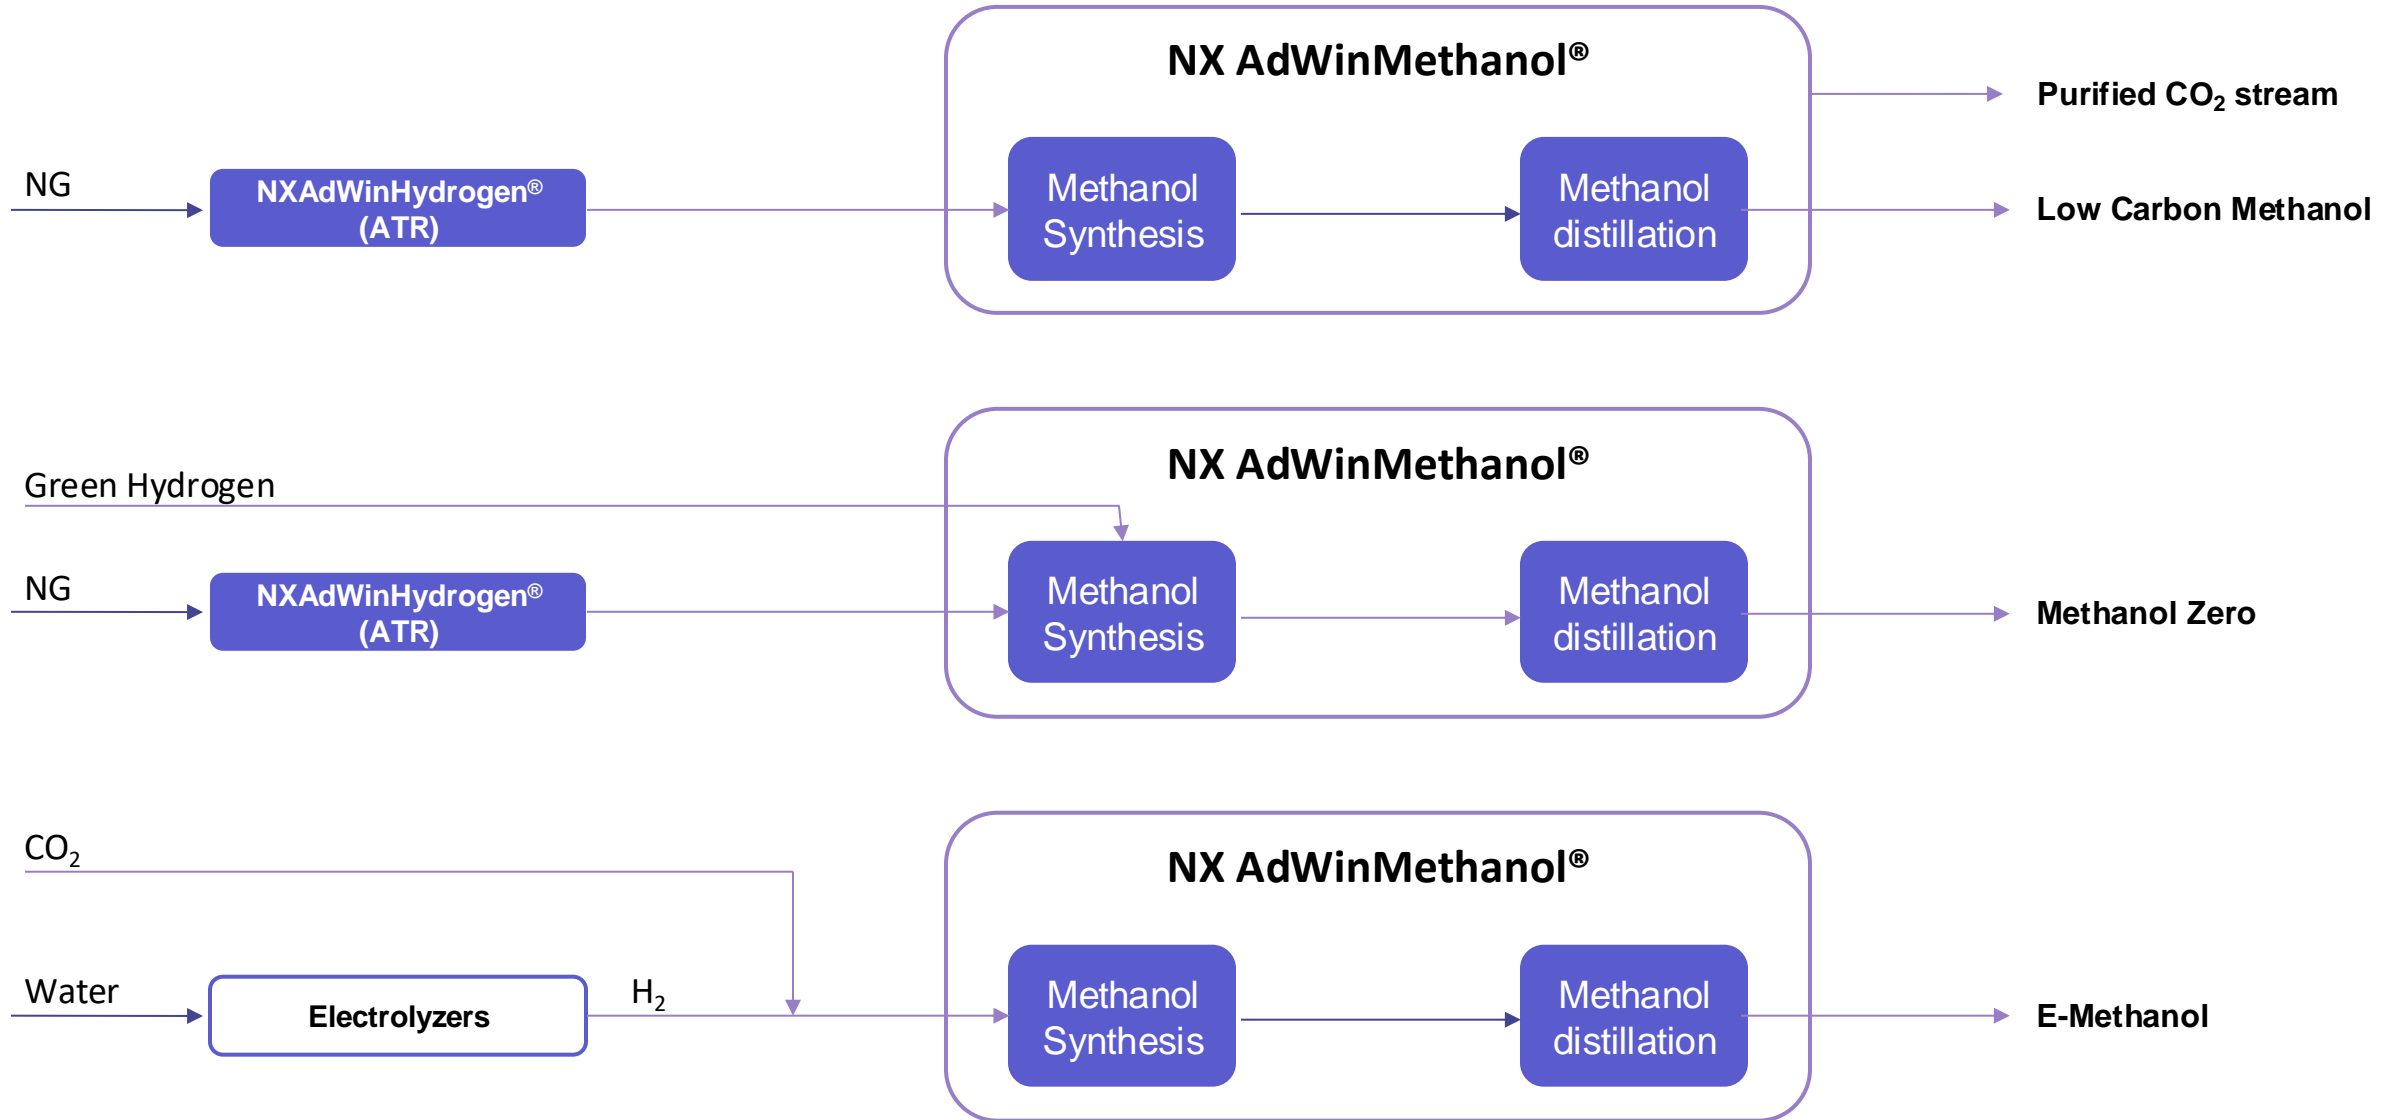 NX AdWinMethanol®
Purified CO₂ stream
NG
NXAdWinHydrogen®
(ATR)
Methanol
Synthesis
Methanol
distillation
Low Carbon Methanol
NX AdWinMethanol®
Green Hydrogen
NG
NXAdWinHydrogen®
(ATR)
Methanol
Synthesis
Methanol
distillation
Methanol Zero
NX AdWinMethanol®
CO₂
Water
Electrolyzers
H₂
Methanol
Synthesis
Methanol
distillation
E-Methanol